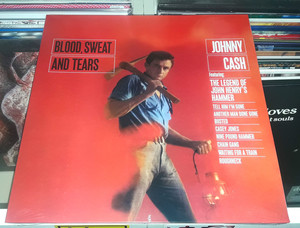 BLOOD, SWEAT
AND TEARS
JOHNNY
CASH
featuring
THE LEGEND OF
JOHN HENRY'S
HAMMER
TELL HIM I'M GONE
ANOTHER MAN DONE GONE
BUSTED
CASEY JONES
NINE POUND HAMMER
CHAIN GANG
WAITING FOR A TRAIN
ROUGHNECK
oves
t souls